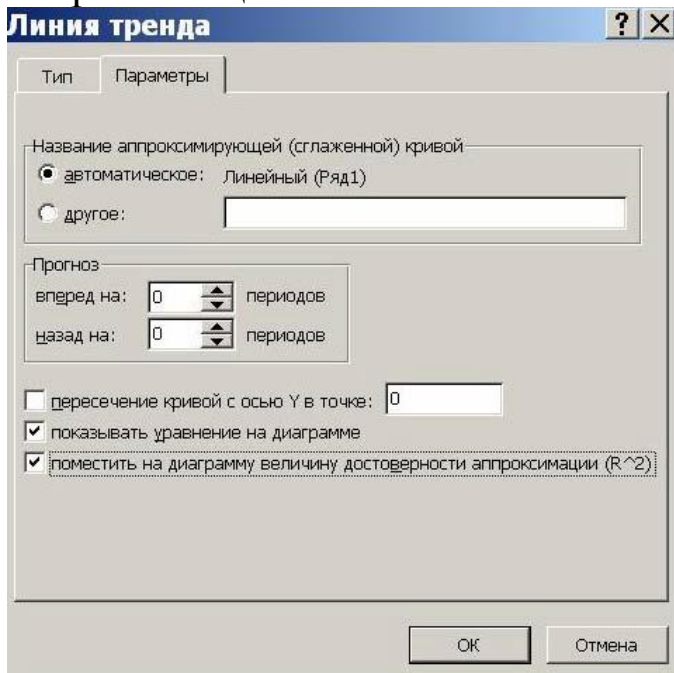 Линия тренда
Тип Параметры
Название аппроксимирующей (сглаженной) кривой
автоматическое: Линейный (Ряд1)
другое:
Прогноз
вперед на: 0 периодов
назад на: 0 периодов
пересечение кривой с осью Y в точке: 0
показывать уравнение на диаграмме
поместить на диаграмму величину достоверности аппроксимации (R^2)
ОК Отмена